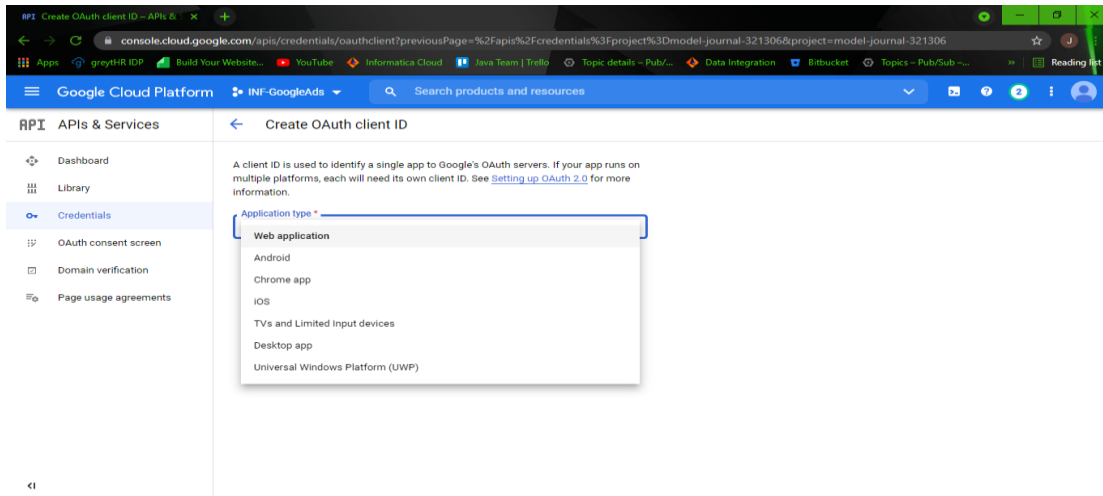 API Create OAuth client ID – APIs & S
console.cloud.google.com/apis/credentials/oauthclient?previousPage=%2Fapis%2Fcredentials%3Fproject%3Dmodel-journal-321306&project=model-journal-321306
J
Apps greytHR IDP Build Your Website... YouTube Informatica Cloud Java Team | Trello Topic details – Pub/... Data Integration Bitbucket Topics – Pub/Sub –... » Reading list
Google Cloud Platform INF-GoogleAds Search products and resources 2
API APIs & Services
Create OAuth client ID
Dashboard
Library
Credentials
OAuth consent screen
Domain verification
Page usage agreements
A client ID is used to identify a single app to Google's OAuth servers. If your app runs on
multiple platforms, each will need its own client ID. See Setting up OAuth 2.0 for more
information.
Application type *
Web application
Android
Chrome app
iOS
TVs and Limited Input devices
Desktop app
Universal Windows Platform (UWP)